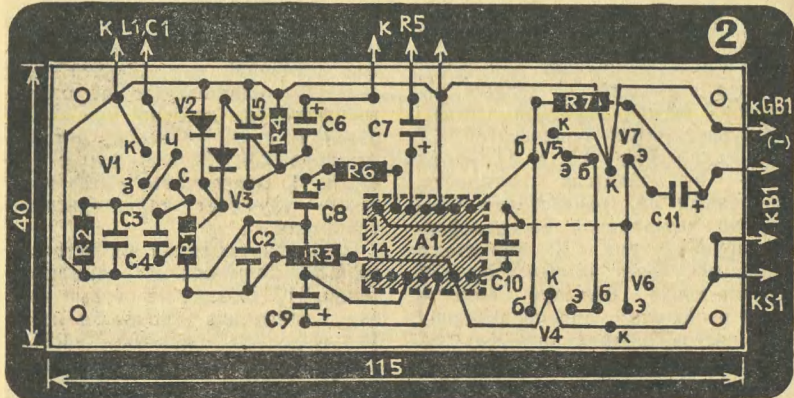 2
К L1,C1
К R5
V2
C5
R4
C6
C7
R7
кGB1
(-)
V1
к
и
з
с
V3
R6
б
к
V5
э
б
V7
э
к
C11
кB1
40
R2
C3
C4
R1
C2
C8
R3
1
14
A1
C10
C9
б
к
V4
э
б
V6
э
к
КS1
115
+
+
+
+
+